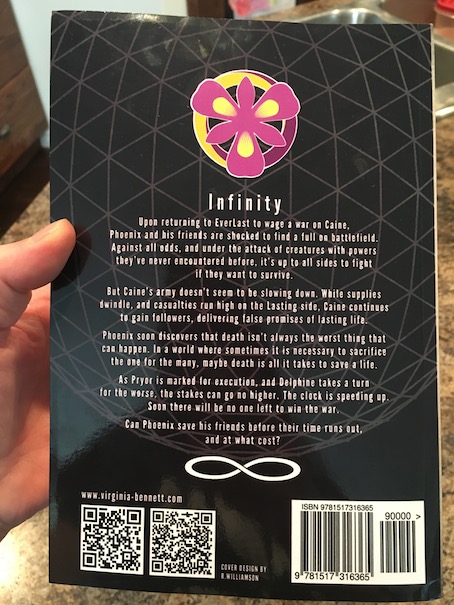 Infinity
Upon returning to EverLast to wage a war on Caine,
Phoenix and his friends are shocked to find a full on battlefield.
Against all odds, and under the attack of creatures with powers
they've never encountered before, it's up to all sides to fight
if they want to survive.
But Caine's army doesn't seem to be slowing down. While supplies
dwindle, and casualties run high on the Lasting side, Caine continues
to gain followers, delivering false promises of lasting life.
Phoenix soon discovers that death isn't always the worst thing that
can happen. In a world where sometimes it is necessary to sacrifice
the one for the many, maybe death is all it takes to save a life.
As Pryor is marked for execution, and Delphine takes a turn
for the worse, the stakes can go no higher. The clock is speeding up.
Soon there will be no one left to win the war.
Can Phoenix save his friends before their time runs out,
and at what cost?
www.virginia-bennett.com
COVER DESIGN BY
R.WILLIAMSON
ISBN 9781517316365
90000 >
9 781517 316365